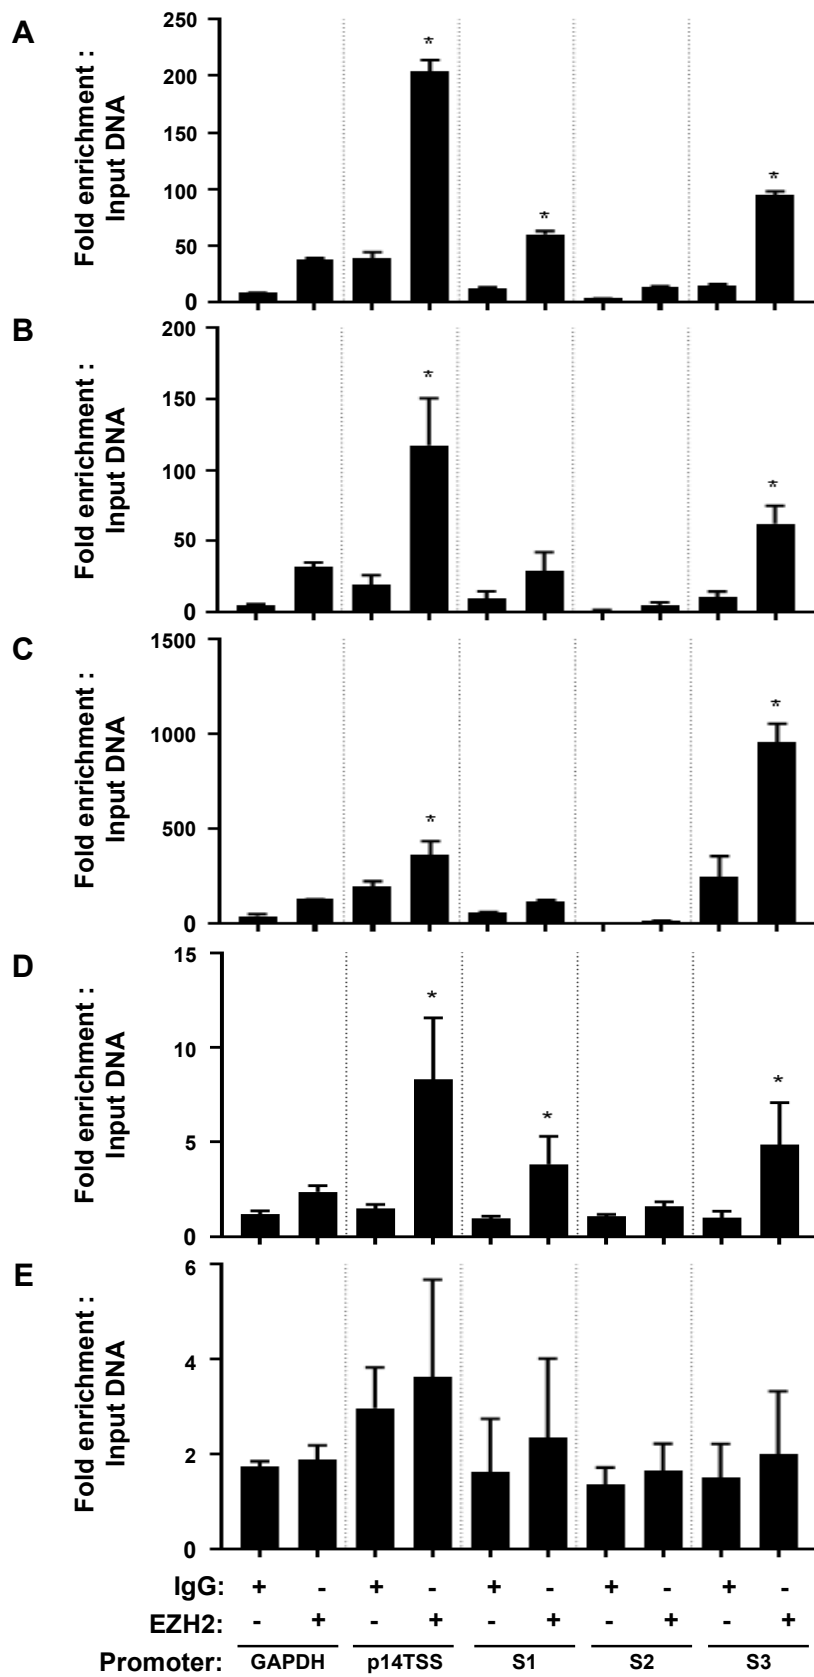 A
Fold enrichment :
Input DNA
250
200
150
100
50
0
*
*
*
B
Fold enrichment :
Input DNA
200
150
100
50
0
*
*
C
Fold enrichment :
Input DNA
1500
1000
500
0
*
*
D
Fold enrichment :
Input DNA
15
10
5
0
*
*
*
E
Fold enrichment :
Input DNA
6
4
2
0
IgG: + - + - + - + - + -
EZH2: - + - + - + - + - +
Promoter: GAPDH p14TSS S1 S2 S3